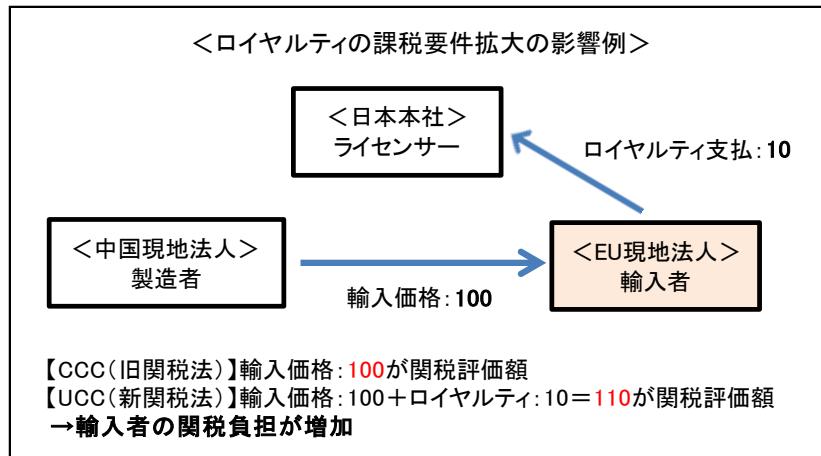 ＜ロイヤルティの課税要件拡大の影響例＞
＜日本本社＞
ライセンサー
ロイヤルティ支払：10
＜中国現地法人＞
製造者
＜EU現地法人＞
輸入者
輸入価格：100
【CCC（旧関税法）】輸入価格：100が関税評価額
【UCC（新関税法）】輸入価格：100＋ロイヤルティ：10＝110が関税評価額
→輸入者の関税負担が増加